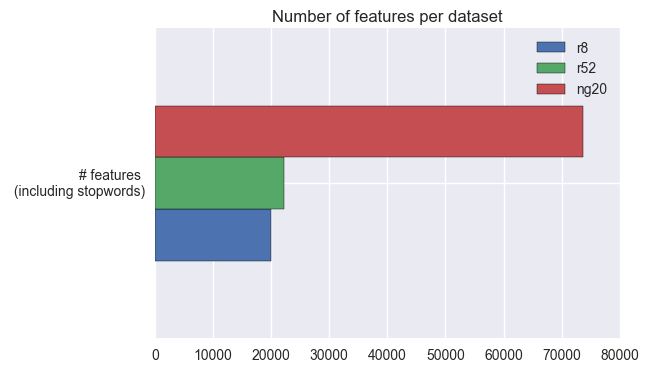 Number of features per dataset
r8
r52
ng20
# features
(including stopwords)
0 10000 20000 30000 40000 50000 60000 70000 80000